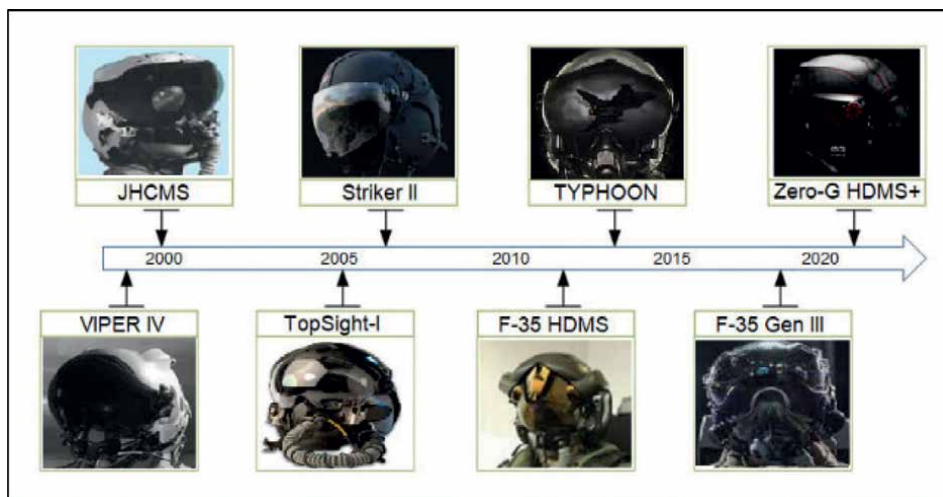 JHCMS
Striker II
TYPHOON
Zero-G HDMS+
2000
2005
2010
2015
2020
VIPER IV
TopSight-I
F-35 HDMS
F-35 Gen III